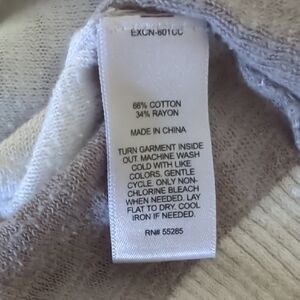 EXCN-601CC
66% COTTON
34% RAYON
MADE IN CHINA
TURN GARMENT INSIDE
OUT. MACHINE WASH
COLD WITH LIKE
COLORS. GENTLE
CYCLE. ONLY NON-
CHLORINE BLEACH
WHEN NEEDED. LAY
FLAT TO DRY. COOL
IRON IF NEEDED.
RN# 55285